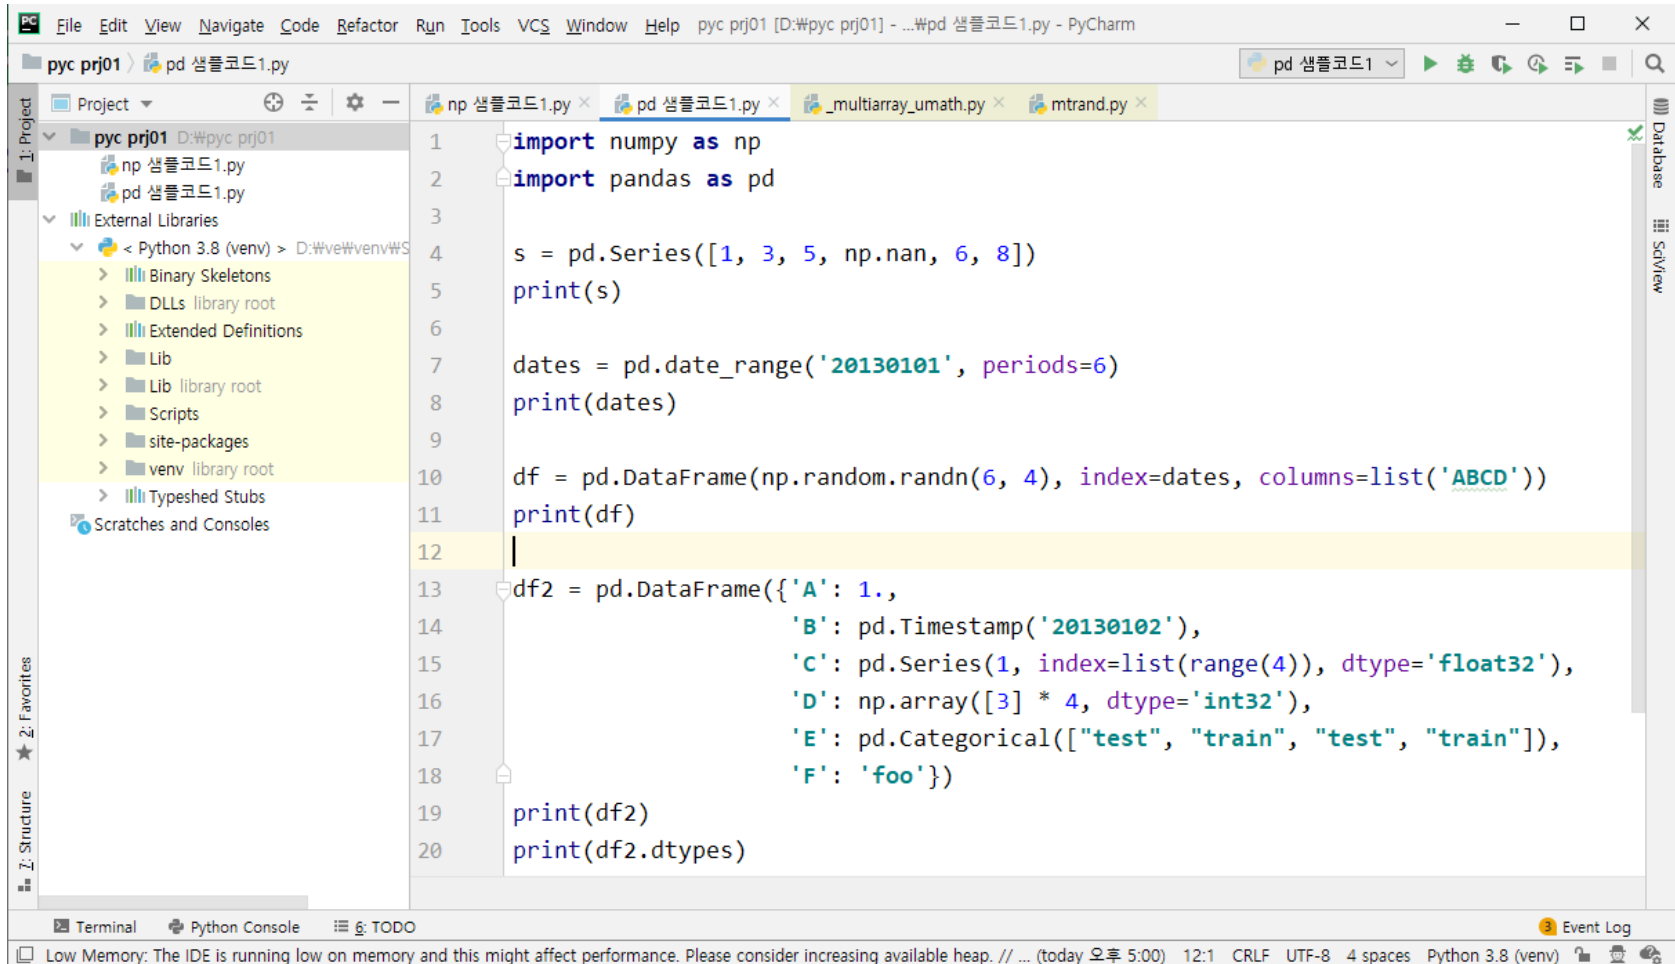 PC File Edit View Navigate Code Refactor Run Tools VCS Window Help pyc prj01 [D:₩pyc prj01] - ...₩pd 샘플코드1.py - PyCharm
pyc prj01 〉 pd 샘플코드1.py
pd 샘플코드1
1: Project
Project
np 샘플코드1.py
pd 샘플코드1.py
_multiarray_umath.py
mtrand.py
pyc prj01 D:₩pyc prj01
np 샘플코드1.py
pd 샘플코드1.py
External Libraries
< Python 3.8 (venv) > D:₩ve₩venv₩S
Binary Skeletons
DLLs library root
Extended Definitions
Lib
Lib library root
Scripts
site-packages
venv library root
Typeshed Stubs
Scratches and Consoles
2: Favorites
7: Structure
1 import numpy as np
2 import pandas as pd
3
4 s = pd.Series([1, 3, 5, np.nan, 6, 8])
5 print(s)
6
7 dates = pd.date_range('20130101', periods=6)
8 print(dates)
9
10 df = pd.DataFrame(np.random.randn(6, 4), index=dates, columns=list('ABCD'))
11 print(df)
12
13 df2 = pd.DataFrame({'A': 1.,
14 'B': pd.Timestamp('20130102'),
15 'C': pd.Series(1, index=list(range(4)), dtype='float32'),
16 'D': np.array([3] * 4, dtype='int32'),
17 'E': pd.Categorical(["test", "train", "test", "train"]),
18 'F': 'foo'})
19 print(df2)
20 print(df2.dtypes)
Database
SciView
Terminal Python Console 6: TODO
3 Event Log
Low Memory: The IDE is running low on memory and this might affect performance. Please consider increasing available heap. // ... (today 오후 5:00) 12:1 CRLF UTF-8 4 spaces Python 3.8 (venv)